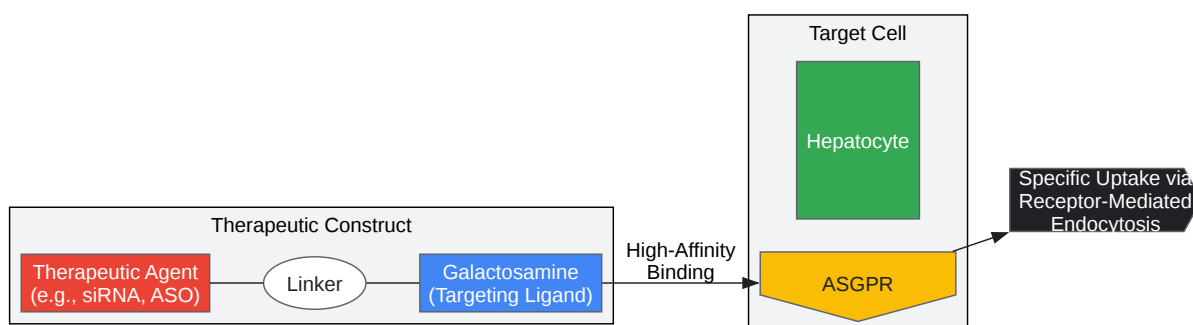 Target Cell
Hepatocyte
Specific Uptake via
Receptor-Mediated
Endocytosis
Therapeutic Construct
Therapeutic Agent
(e.g., siRNA, ASO)
Linker
Galactosamine
(Targeting Ligand)
High-Affinity
Binding
ASGPR